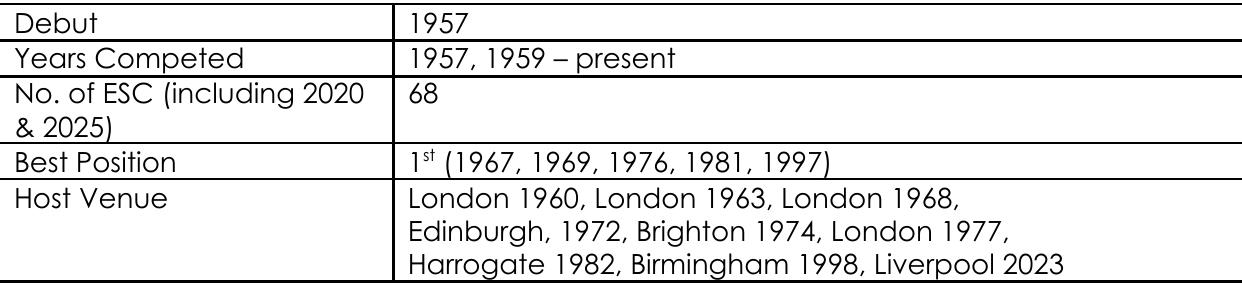 Debut 1957
Years Competed 1957, 1959 – present
No. of ESC (including 2020 68
& 2025)
Best Position 1st (1967, 1969, 1976, 1981, 1997)
Host Venue London 1960, London 1963, London 1968,
Edinburgh, 1972, Brighton 1974, London 1977,
Harrogate 1982, Birmingham 1998, Liverpool 2023